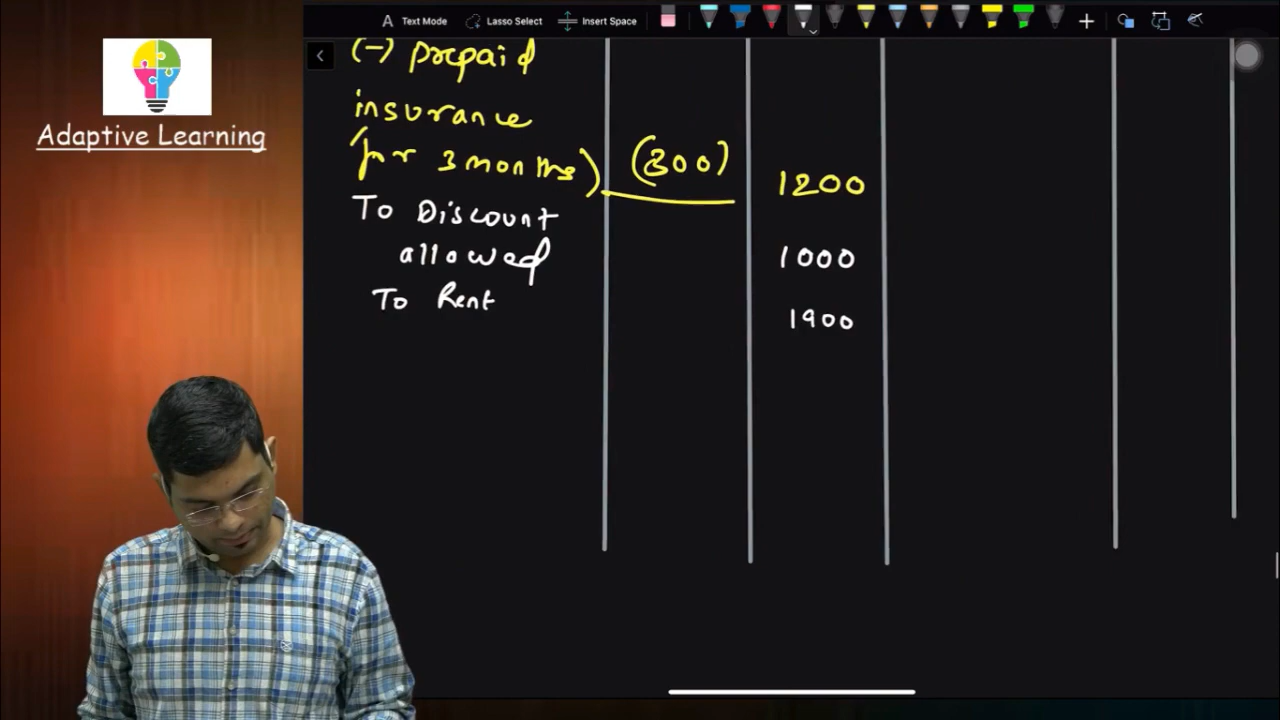 Text Mode
Lasso Select
Insert Space
Adaptive Learning
(-) prepaid
insurance
for 3 months) (300) 1200
To Discount
allowed 1000
To Rent 1900